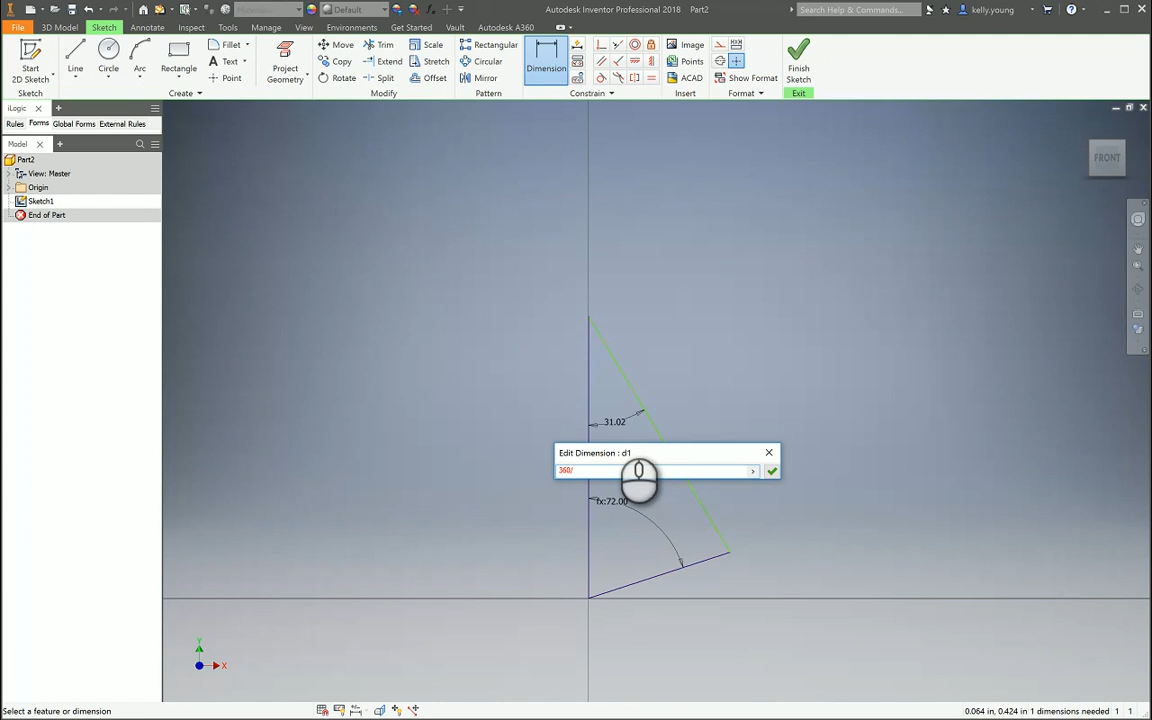 Default
Autodesk Inventor Professional 2018 Part2
Search Help & Commands...
kelly.young
File 3D Model Sketch Annotate Inspect Tools Manage View Environments Get Started Vault Autodesk A360
Start
2D Sketch
Line
Circle
Arc
Rectangle
Fillet
Text
Point
Project
Geometry
Move
Copy
Rotate
Trim
Extend
Split
Scale
Stretch
Offset
Rectangular
Circular
Mirror
Dimension
Image
Points
ACAD
Show Format
Finish
Sketch
Sketch Create Modify Pattern Constrain Insert Format Exit
iLogic
Rules Forms Global Forms External Rules
Model
Part2
View: Master
Origin
Sketch1
End of Part
FRONT
31.02
Edit Dimension : d1
360/
fx:72.00
Y
X
Select a feature or dimension
0.064 in, 0.424 in 1 dimensions needed 1 1